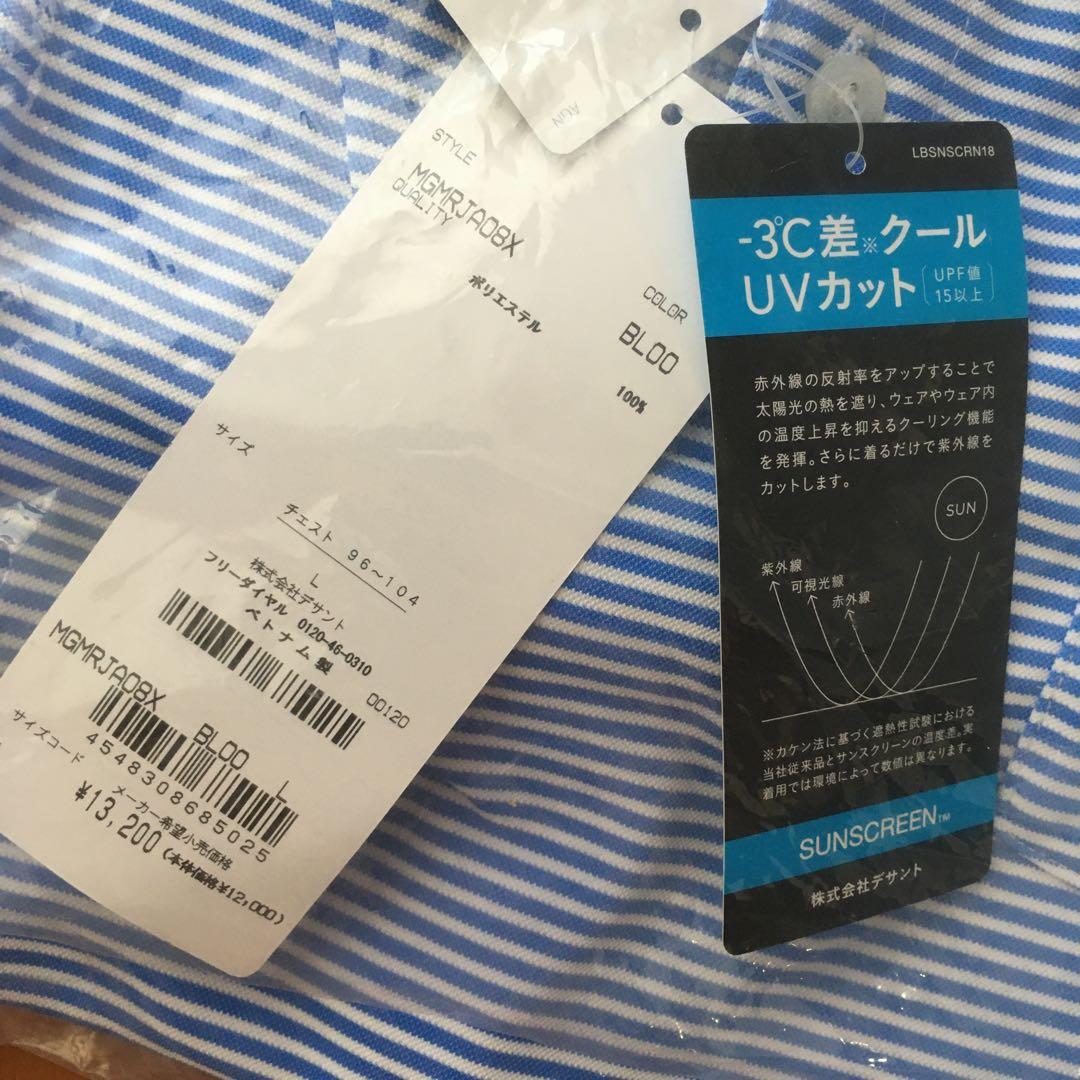 STYLE
MGMRJA08X
QUALITY
ポリエステル
COLOR
BL00
100%
サイズ
チェスト 96～104
L
株式会社デサント
フリーダイヤル 0120-46-0310
ベトナム製
00120
MGMRJA08X BL00 L
サイズコード
4548308685025
メーカー希望小売価格
¥13,200 (本体価格¥12,000)
LBSNSCRN18
-3℃差※クール
UVカット
UPF値
15以上
赤外線の反射率をアップすることで
太陽光の熱を遮り、ウェアやウェア内
の温度上昇を抑えるクーリング機能
を発揮。さらに着るだけで紫外線を
カットします。
SUN
紫外線
可視光線
赤外線
※カケン法に基づく遮熱性試験における
当社従来品とサンスクリーンの温度差。実
着用では環境によって数値は異なります。
SUNSCREEN™
株式会社デサント